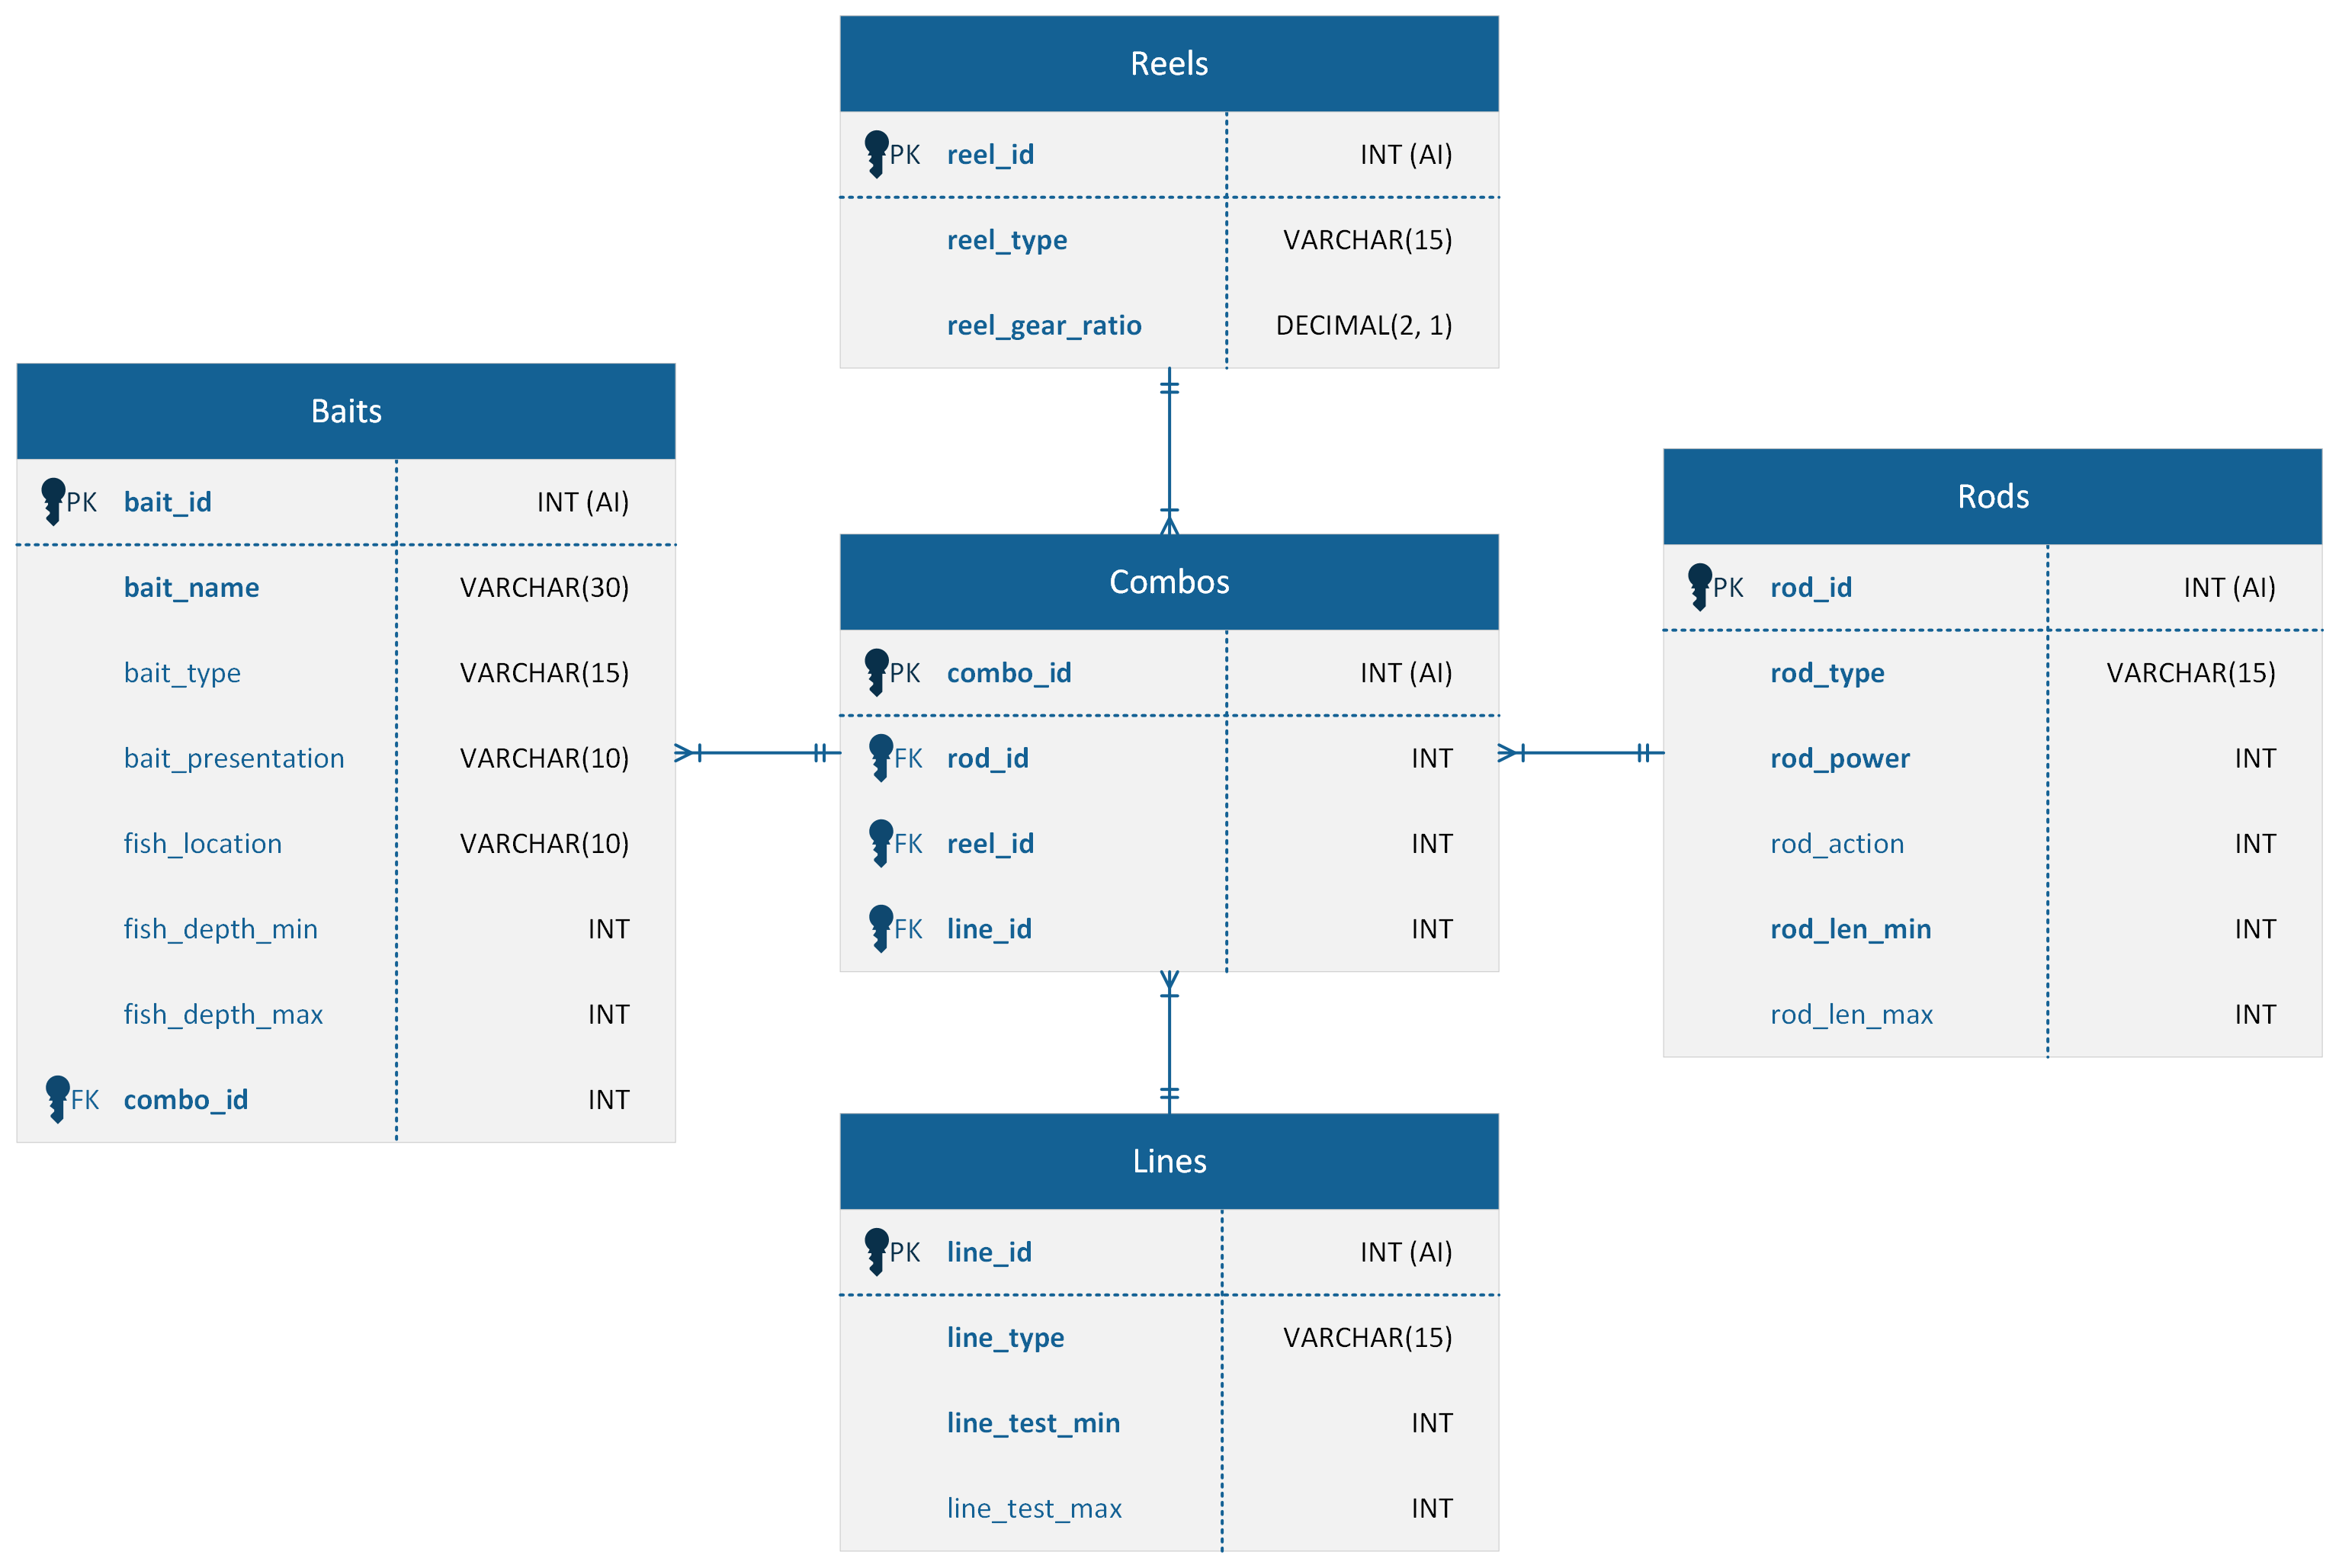 Reels
PK reel_id INT (AI)
reel_type VARCHAR(15)
reel_gear_ratio DECIMAL(2, 1)
Baits
PK bait_id INT (AI)
bait_name VARCHAR(30)
bait_type VARCHAR(15)
bait_presentation VARCHAR(10)
fish_location VARCHAR(10)
fish_depth_min INT
fish_depth_max INT
FK combo_id INT
Combos
PK combo_id INT (AI)
FK rod_id INT
FK reel_id INT
FK line_id INT
Rods
PK rod_id INT (AI)
rod_type VARCHAR(15)
rod_power INT
rod_action INT
rod_len_min INT
rod_len_max INT
Lines
PK line_id INT (AI)
line_type VARCHAR(15)
line_test_min INT
line_test_max INT